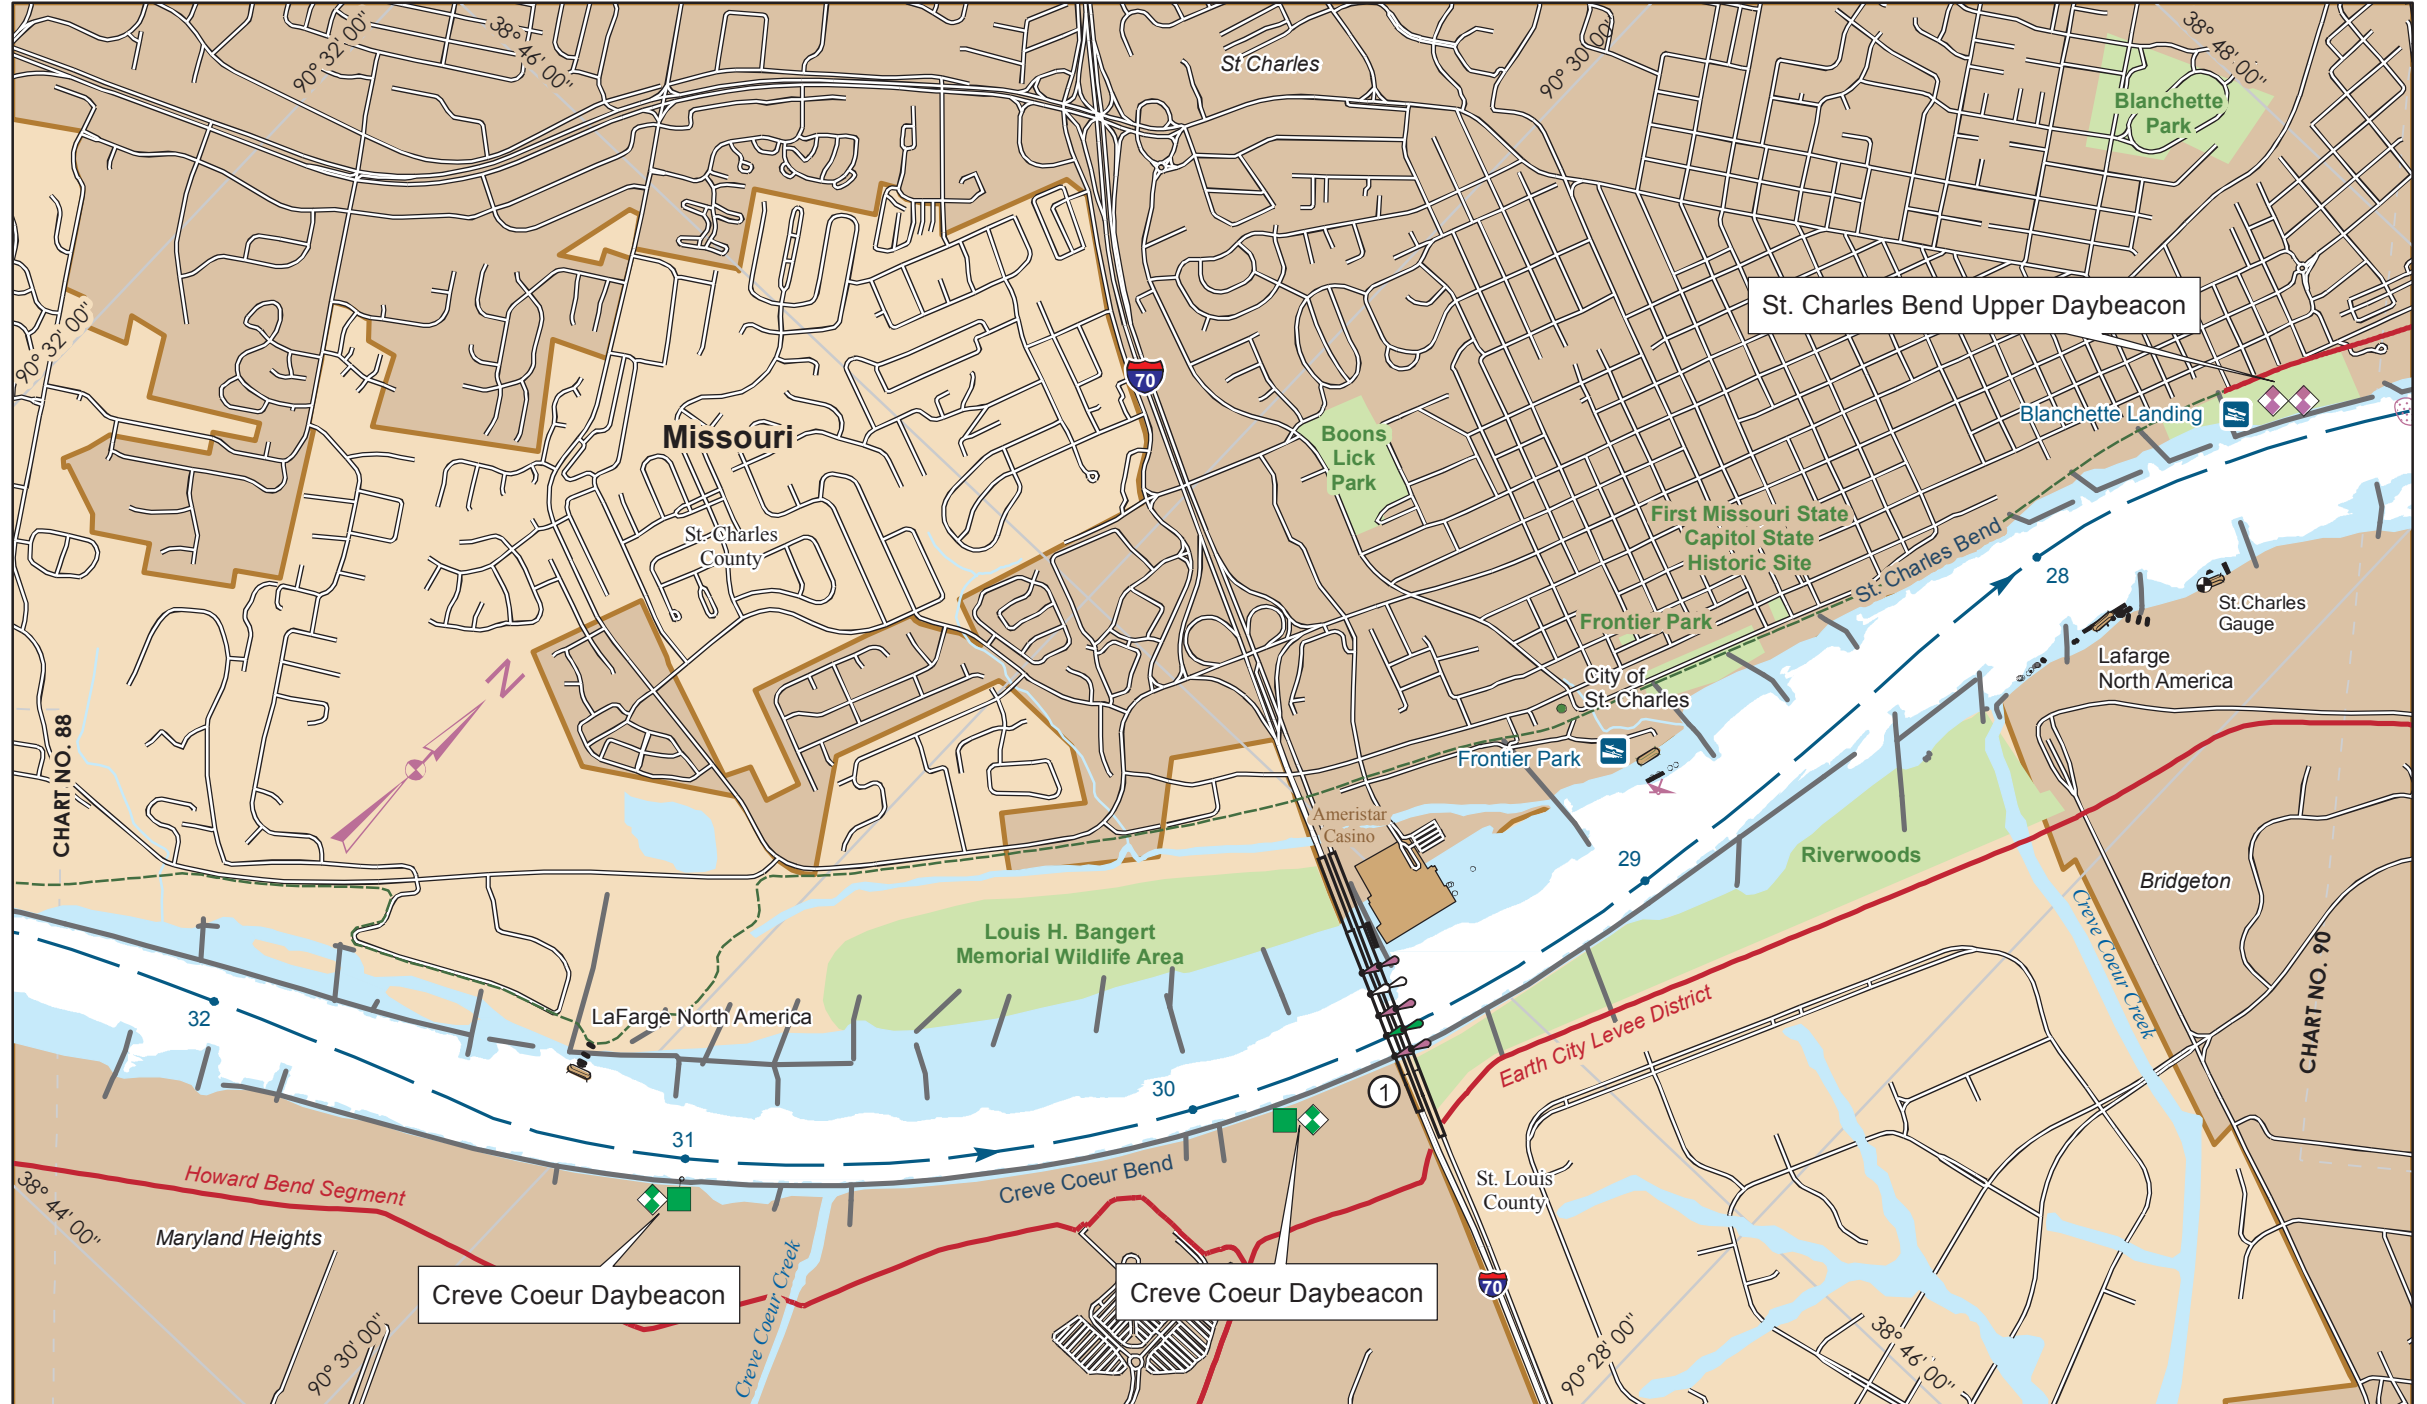 90° 32' 00"
38° 46' 00"
St Charles
90° 30' 00"
38° 48' 00"
Blanchette
Park
90° 32' 00"
St. Charles Bend Upper Daybeacon
70
Blanchette Landing
Missouri
Boons
Lick
Park
First Missouri State
Capitol State
Historic Site
St. Charles
County
St. Charles Bend
28
St.Charles
Gauge
Frontier Park
N
City of
St. Charles
Lafarge
North America
CHART NO. 88
Frontier Park
Ameristar
Casino
29
Riverwoods
Bridgeton
Creve Coeur Creek
Louis H. Bangert
Memorial Wildlife Area
CHART NO. 90
32
LaFarge North America
Earth City Levee District
30
1
31
Creve Coeur Bend
Howard Bend Segment
St. Louis
County
38° 44' 00"
Maryland Heights
Creve Coeur Daybeacon
Creve Coeur Creek
Creve Coeur Daybeacon
70
90° 30' 00"
90° 28' 00"
38° 46' 00"